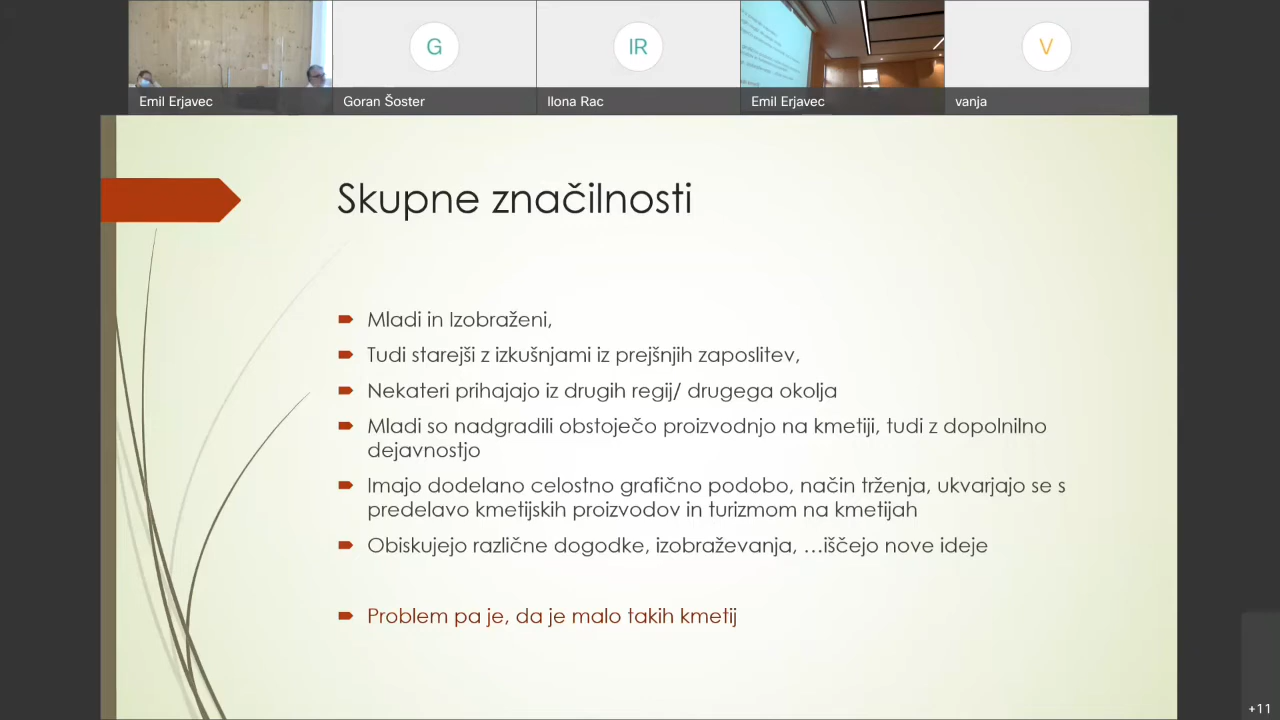 G
IR
V
Emil Erjavec
Goran Šoster
Ilona Rac
Emil Erjavec
vanja
Skupne značilnosti
Mladi in Izobraženi,
Tudi starejši z izkušnjami iz prejšnjih zaposlitev,
Nekateri prihajajo iz drugih regij/ drugega okolja
Mladi so nadgradili obstoječo proizvodnjo na kmetiji, tudi z dopolnilno
dejavnostjo
Imajo dodelano celostno grafično podobo, način trženja, ukvarjajo se s
predelavo kmetijskih proizvodov in turizmom na kmetijah
Obiskujejo različne dogodke, izobraževanja, …iščejo nove ideje
Problem pa je, da je malo takih kmetij
+11